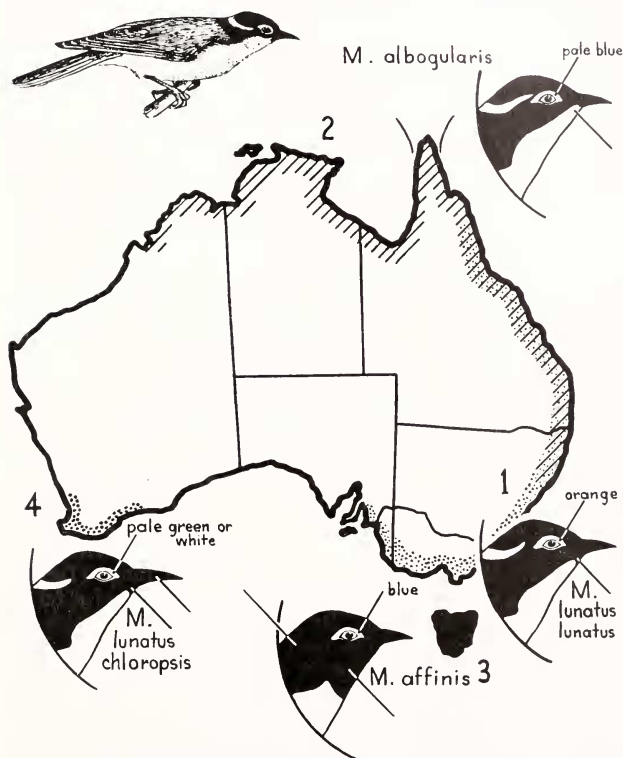 M. albogularis
pale blue
2
1
orange
4
pale green or
white
M.
lunatus
chloropsis
M.
lunatus
lunatus
blue
M. affinis 3